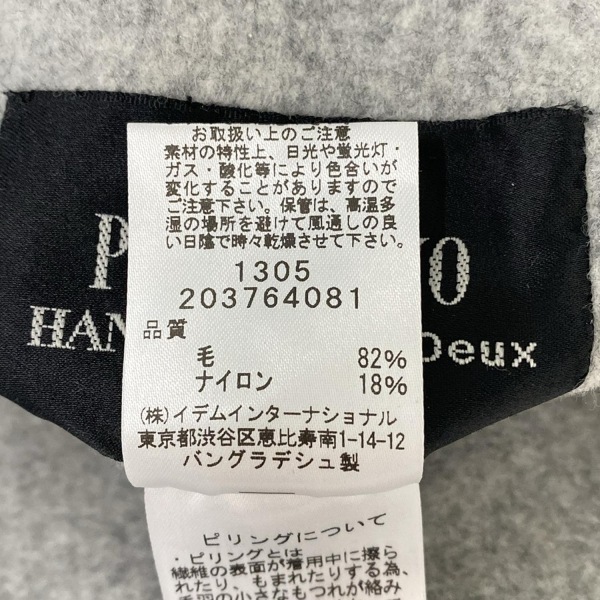 お取扱い上のご注意
素材の特性上、日光や蛍光灯・
ガス・酸化等により色合いが
変化することがありますので
ご注意下さい。保管は、高温多
湿の場所を避けて風通しの良
い日陰で時々乾燥させて下さい。
1305
203764081
品質
毛 82%
ナイロン 18%
(株)イデムインターナショナル
東京都渋谷区恵比寿南1-14-12
バングラデシュ製
Deux
ピリングについて
・ピリングとは
繊維の表面が着用中に擦ら
れたり、もまれたりする為、